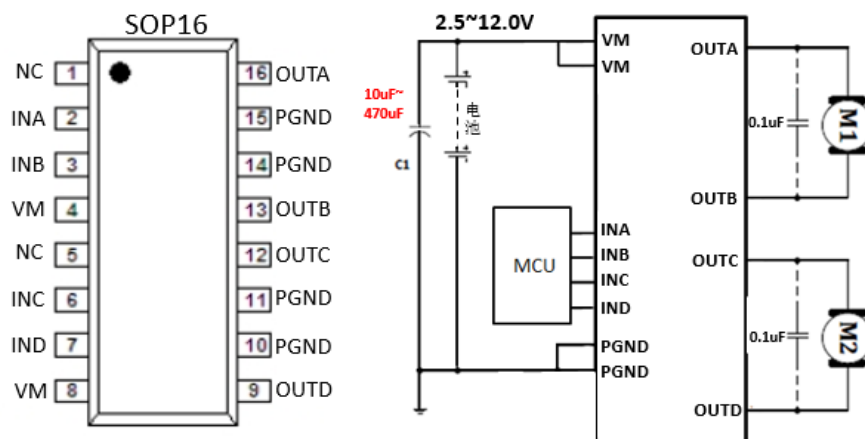 SOP16
NC 1 16 OUTA
INA 2 15 PGND
INB 3 14 PGND
VM 4 13 OUTB
NC 5 12 OUTC
INC 6 11 PGND
IND 7 10 PGND
VM 8 9 OUTD
2.5~12.0V
VM
VM
10uF~
470uF
C1
电源
MCU
INA
INB
INC
IND
PGND
PGND
OUTA
OUTB
OUTC
OUTD
0.1uF
M1
0.1uF
M2